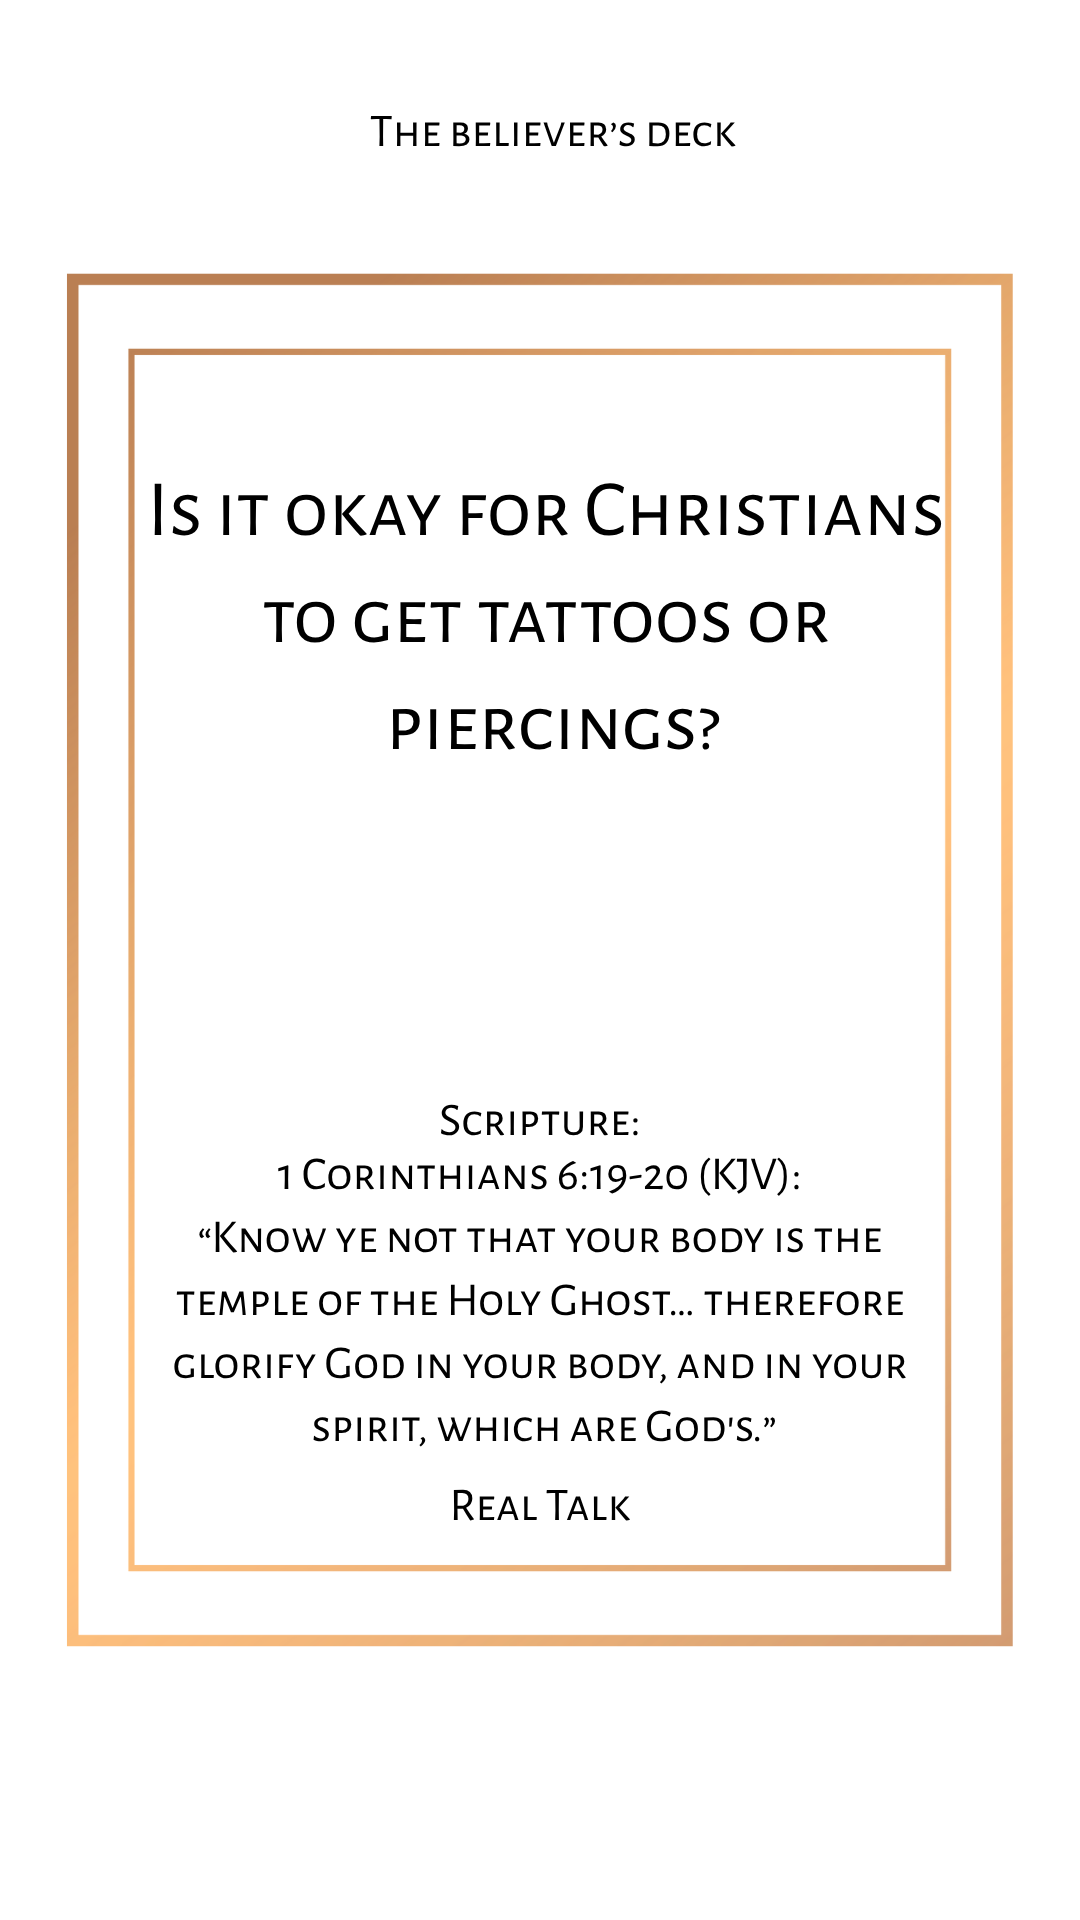 The believer’s deck
Is it okay for Christians
to get tattoos or
piercings?
Scripture:
1 Corinthians 6:19-20 (KJV):
“Know ye not that your body is the
temple of the Holy Ghost... therefore
glorify God in your body, and in your
spirit, which are God's.”
Real Talk